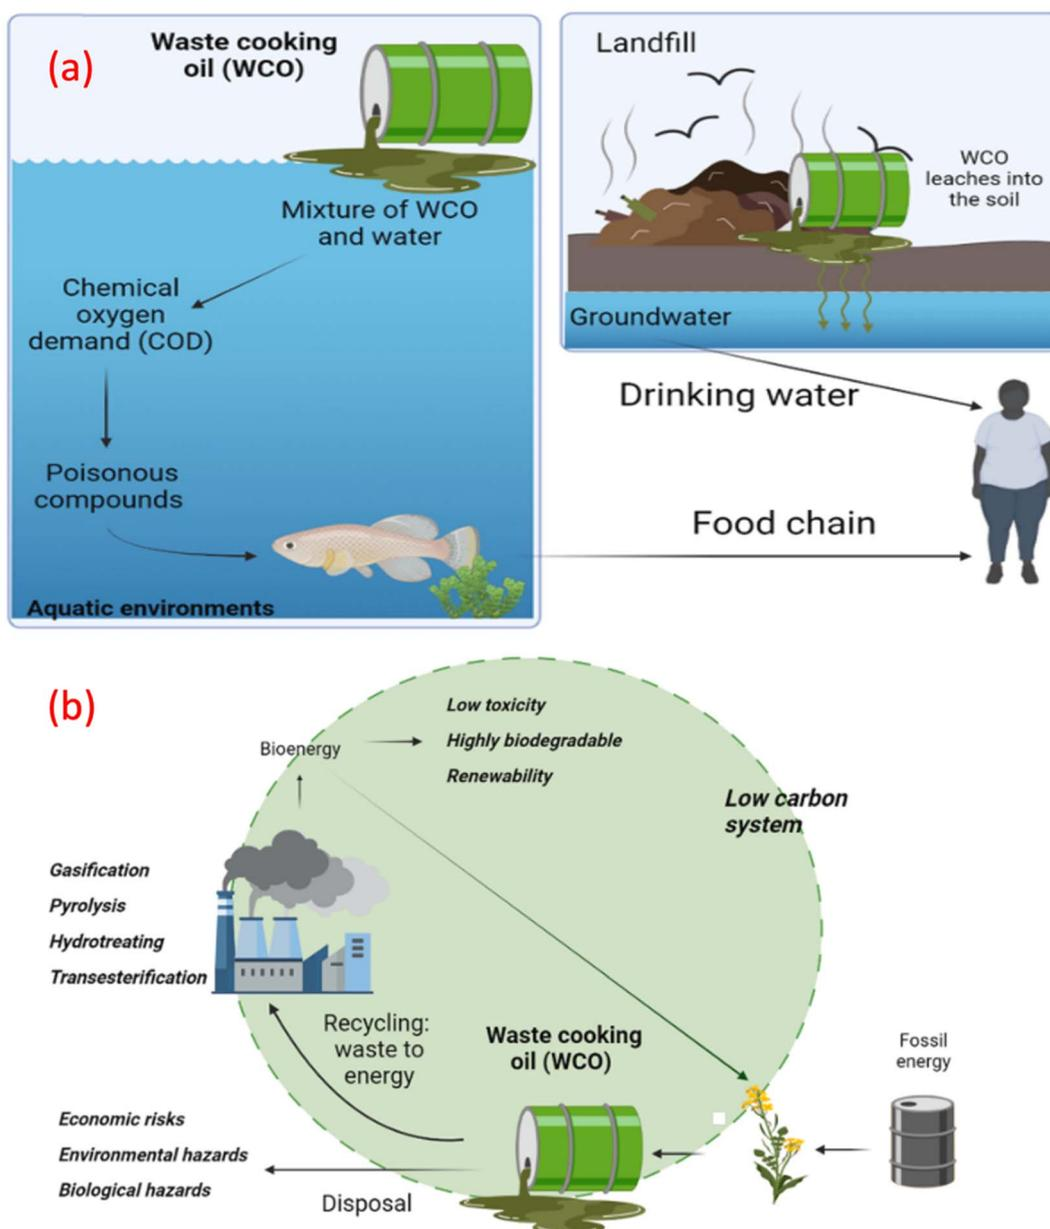 (a)
Waste cooking
oil (WCO)
Mixture of WCO
and water
Chemical
oxygen
demand (COD)
Poisonous
compounds
Aquatic environments
Landfill
WCO
leaches into
the soil
Groundwater
Drinking water
Food chain
(b)
Bioenergy
Low toxicity
Highly biodegradable
Renewability
Low carbon
system
Gasification
Pyrolysis
Hydrotreating
Transesterification
Recycling:
waste to
energy
Waste cooking
oil (WCO)
Fossil
energy
Economic risks
Environmental hazards
Biological hazards
Disposal